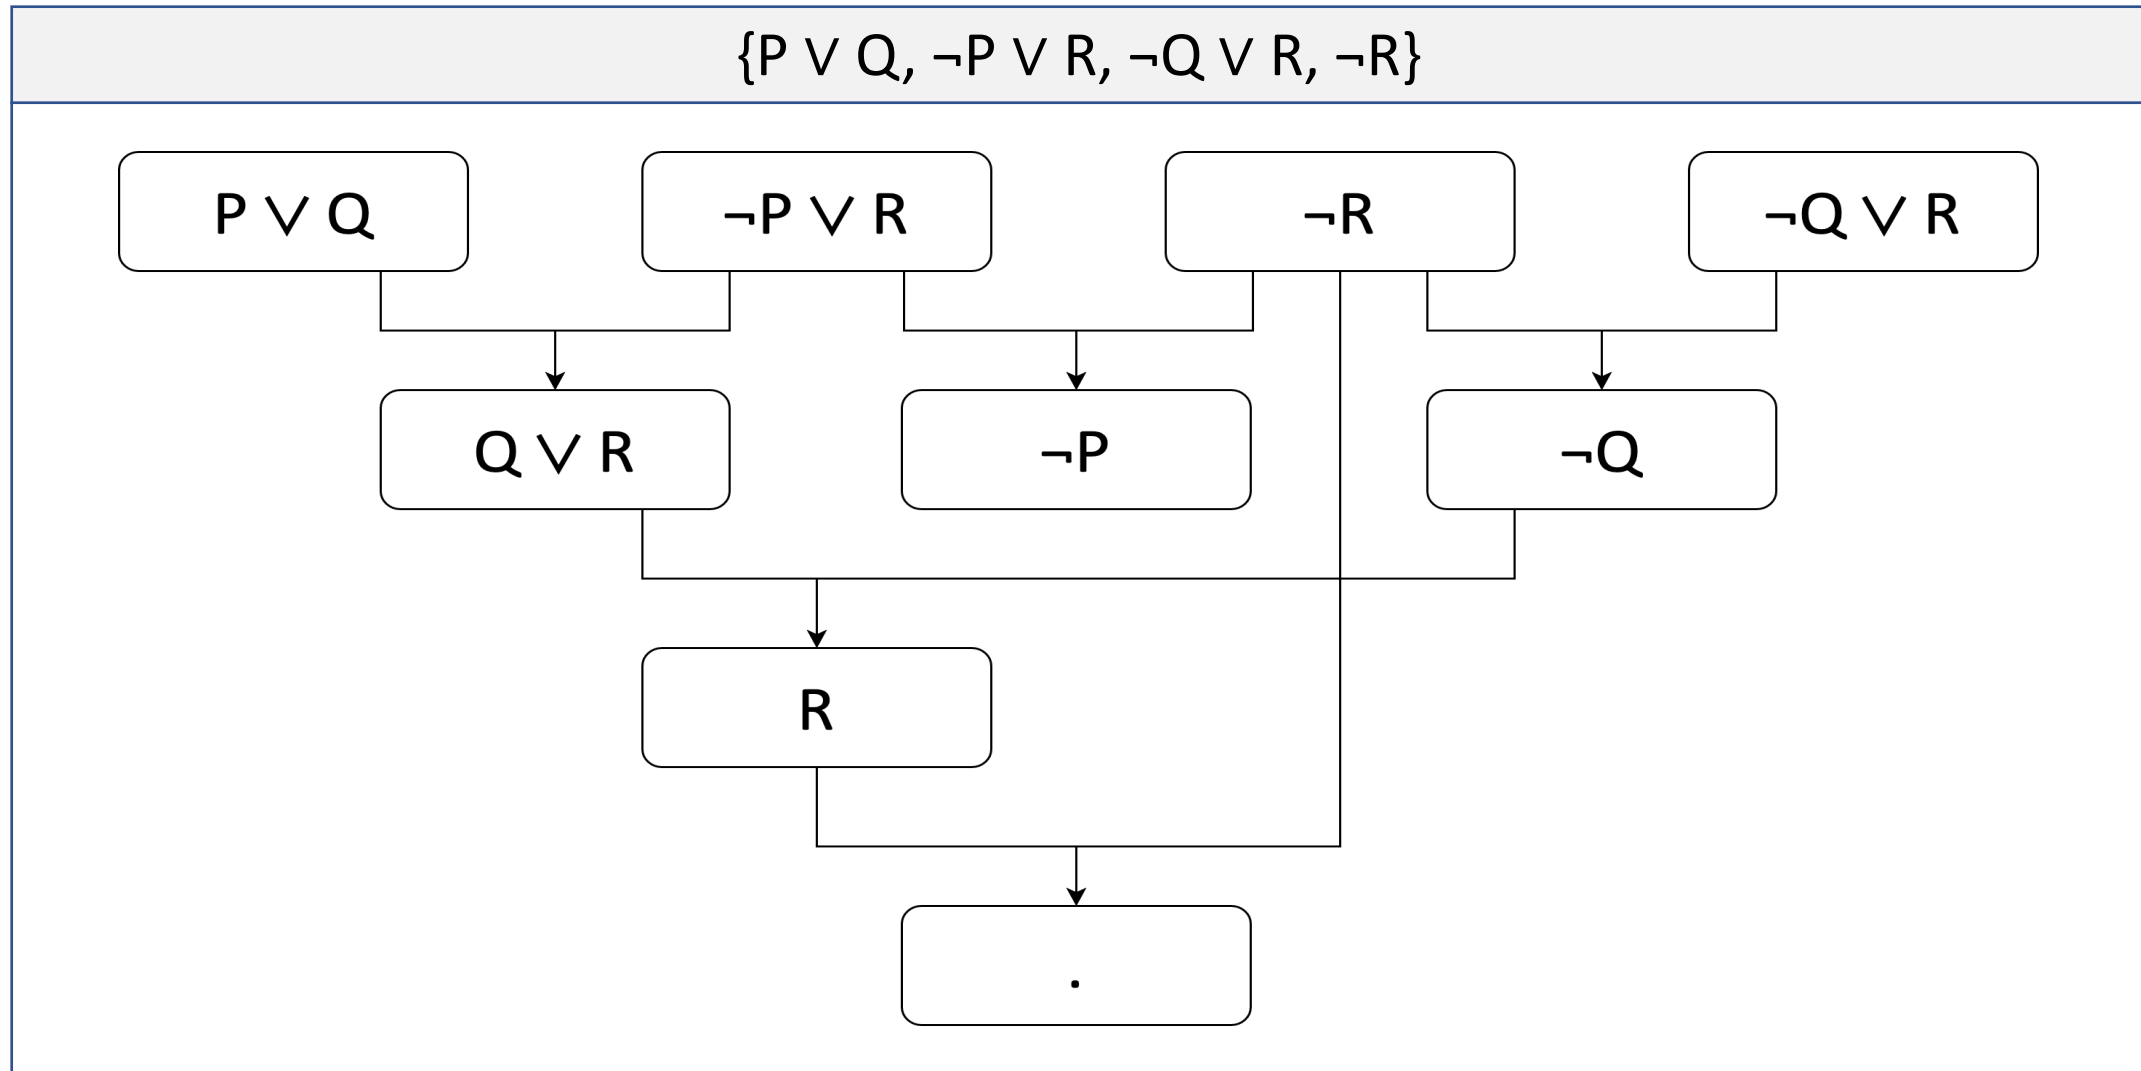 {P ∨ Q, ¬P ∨ R, ¬Q ∨ R, ¬R}
P ∨ Q
¬P ∨ R
¬R
¬Q ∨ R
Q ∨ R
¬P
¬Q
R
.